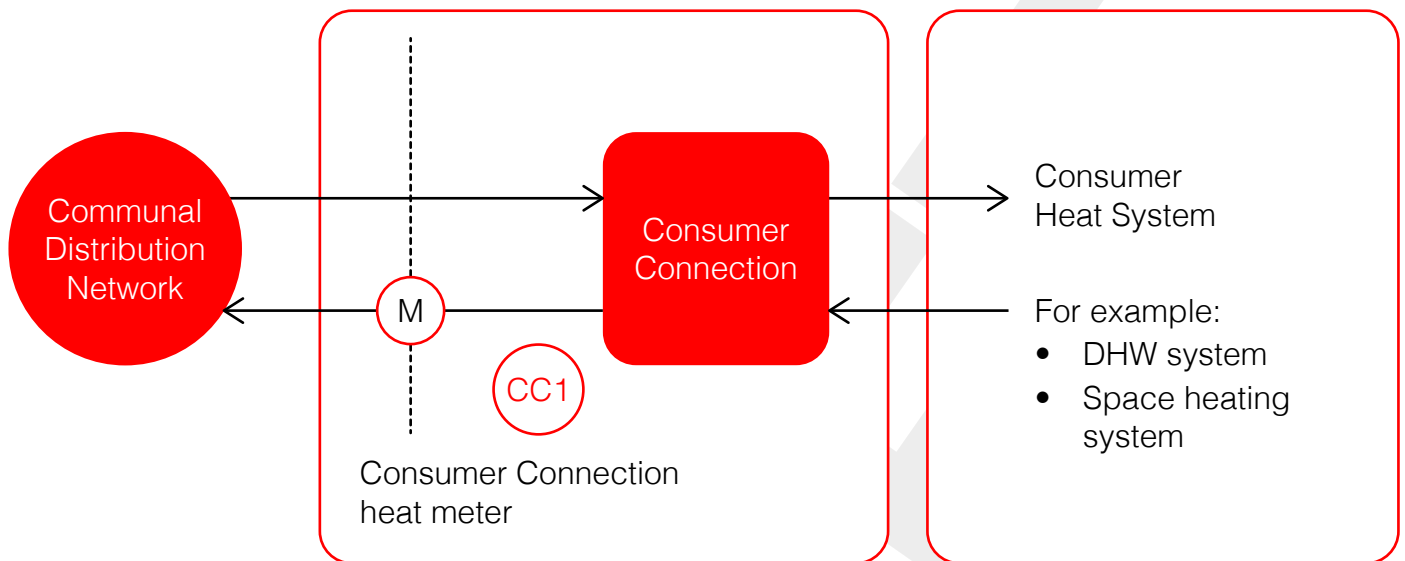 Communal
Distribution
Network
M
CC1
Consumer Connection
heat meter
Consumer
Connection
Consumer
Heat System
For example:
• DHW system
• Space heating
system